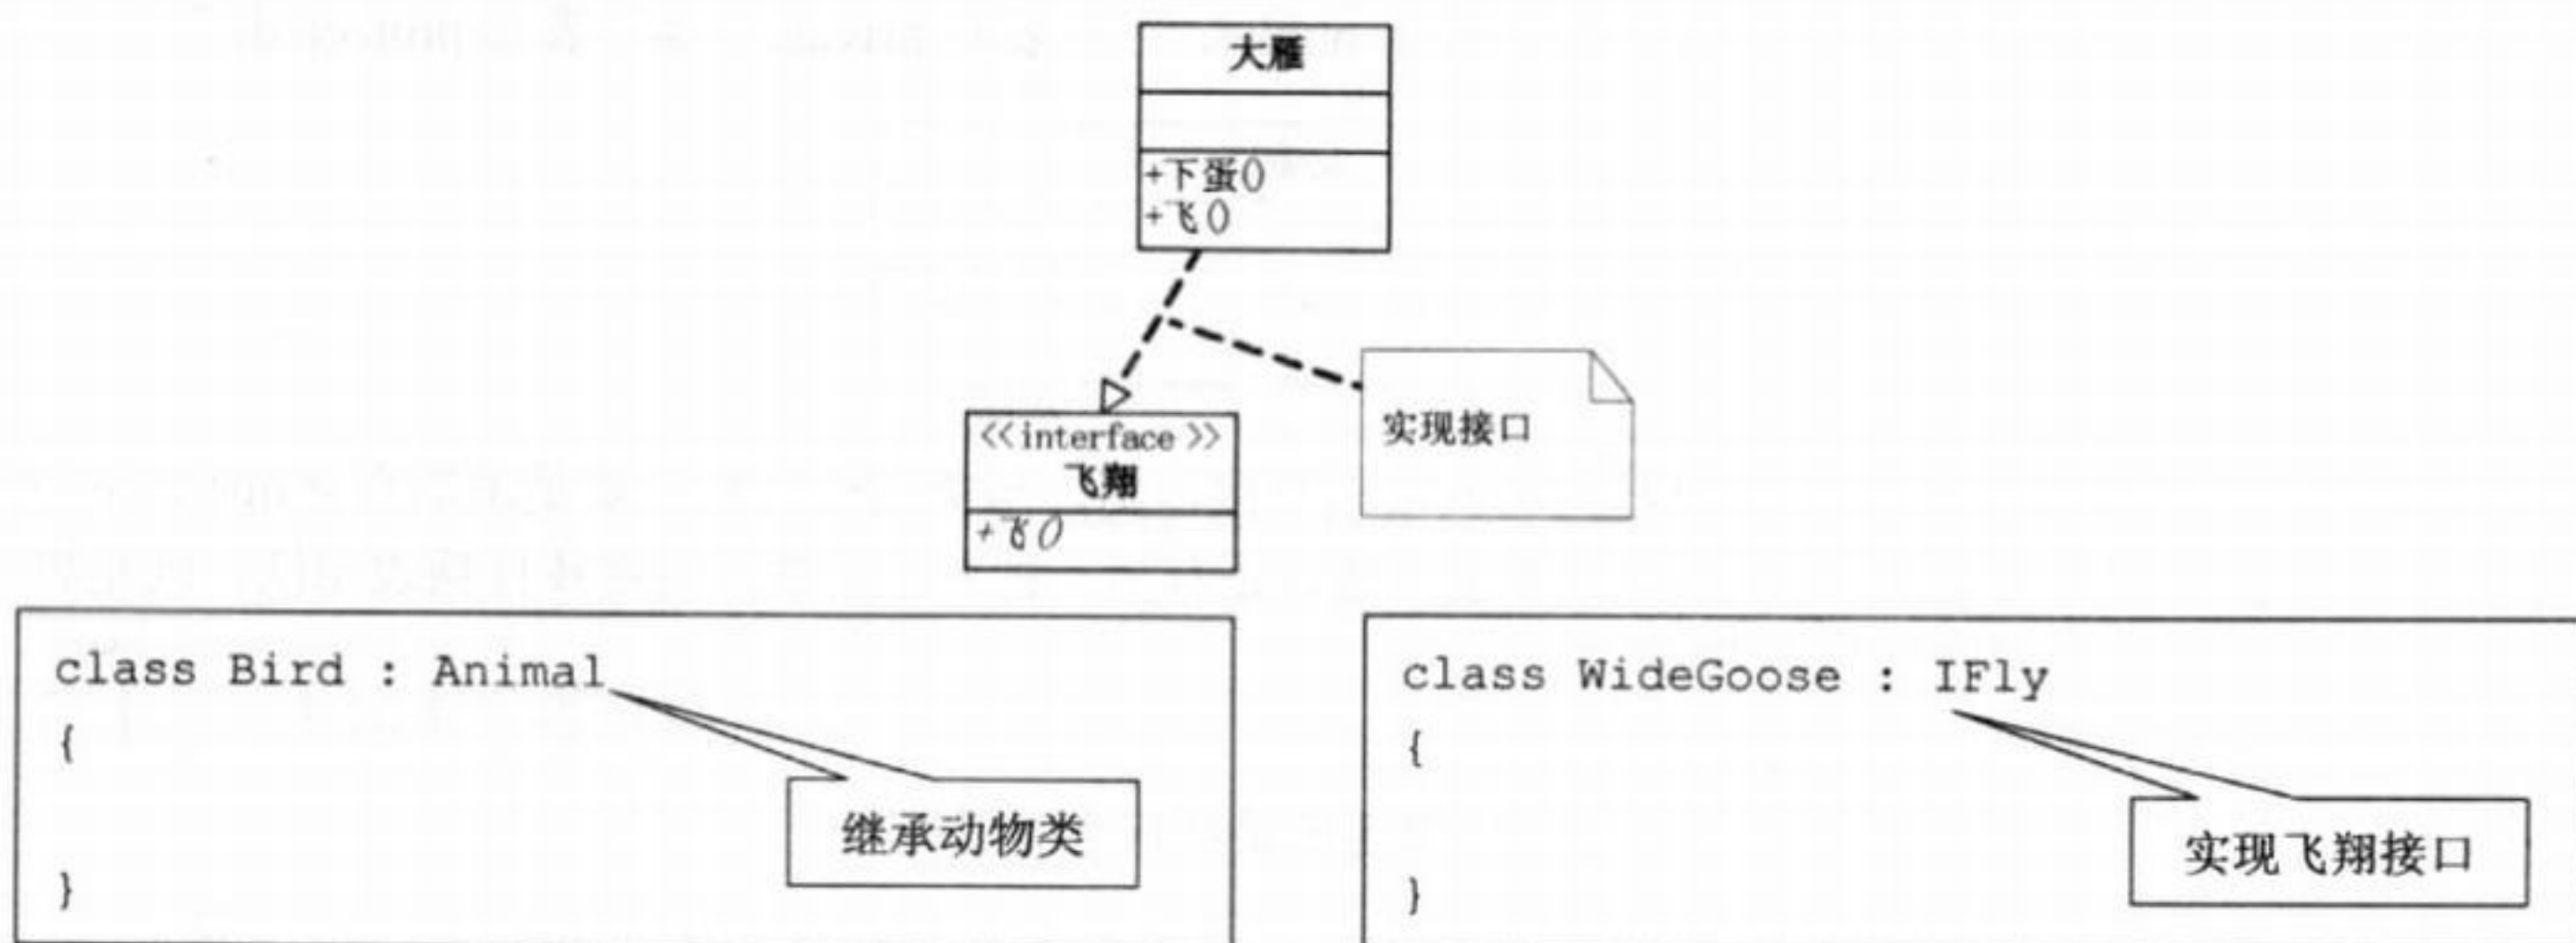 大雁
+下蛋()
+飞()
实现接口
<<interface>>
飞翔
+飞()
class Bird : Animal
{
继承动物类
}
class WideGoose : IFly
{
实现飞翔接口
}